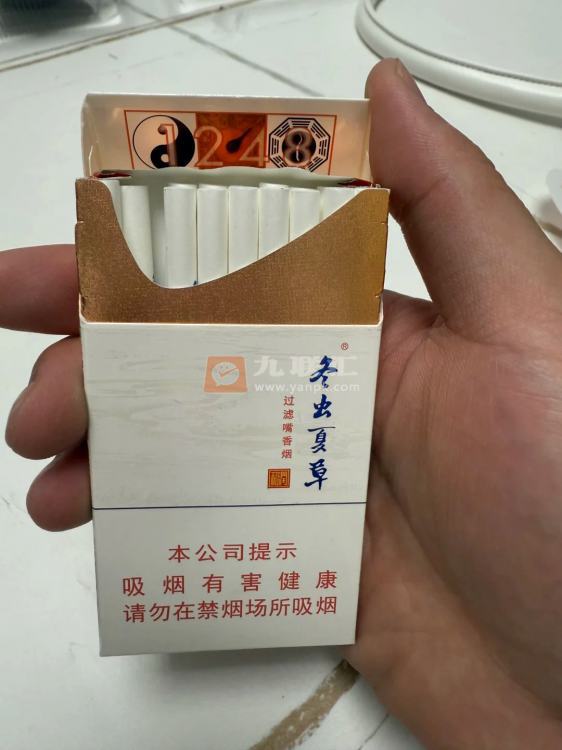 1248
九联汇
www.yanpk.com
®
冬虫夏草
过滤嘴香烟
本公司提示
吸烟有害健康
请勿在禁烟场所吸烟